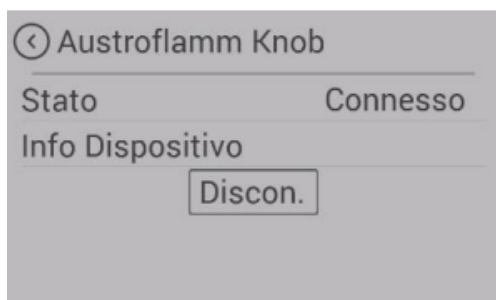 Austroflamm Knob
Stato Connesso
Info Dispositivo
Discon.